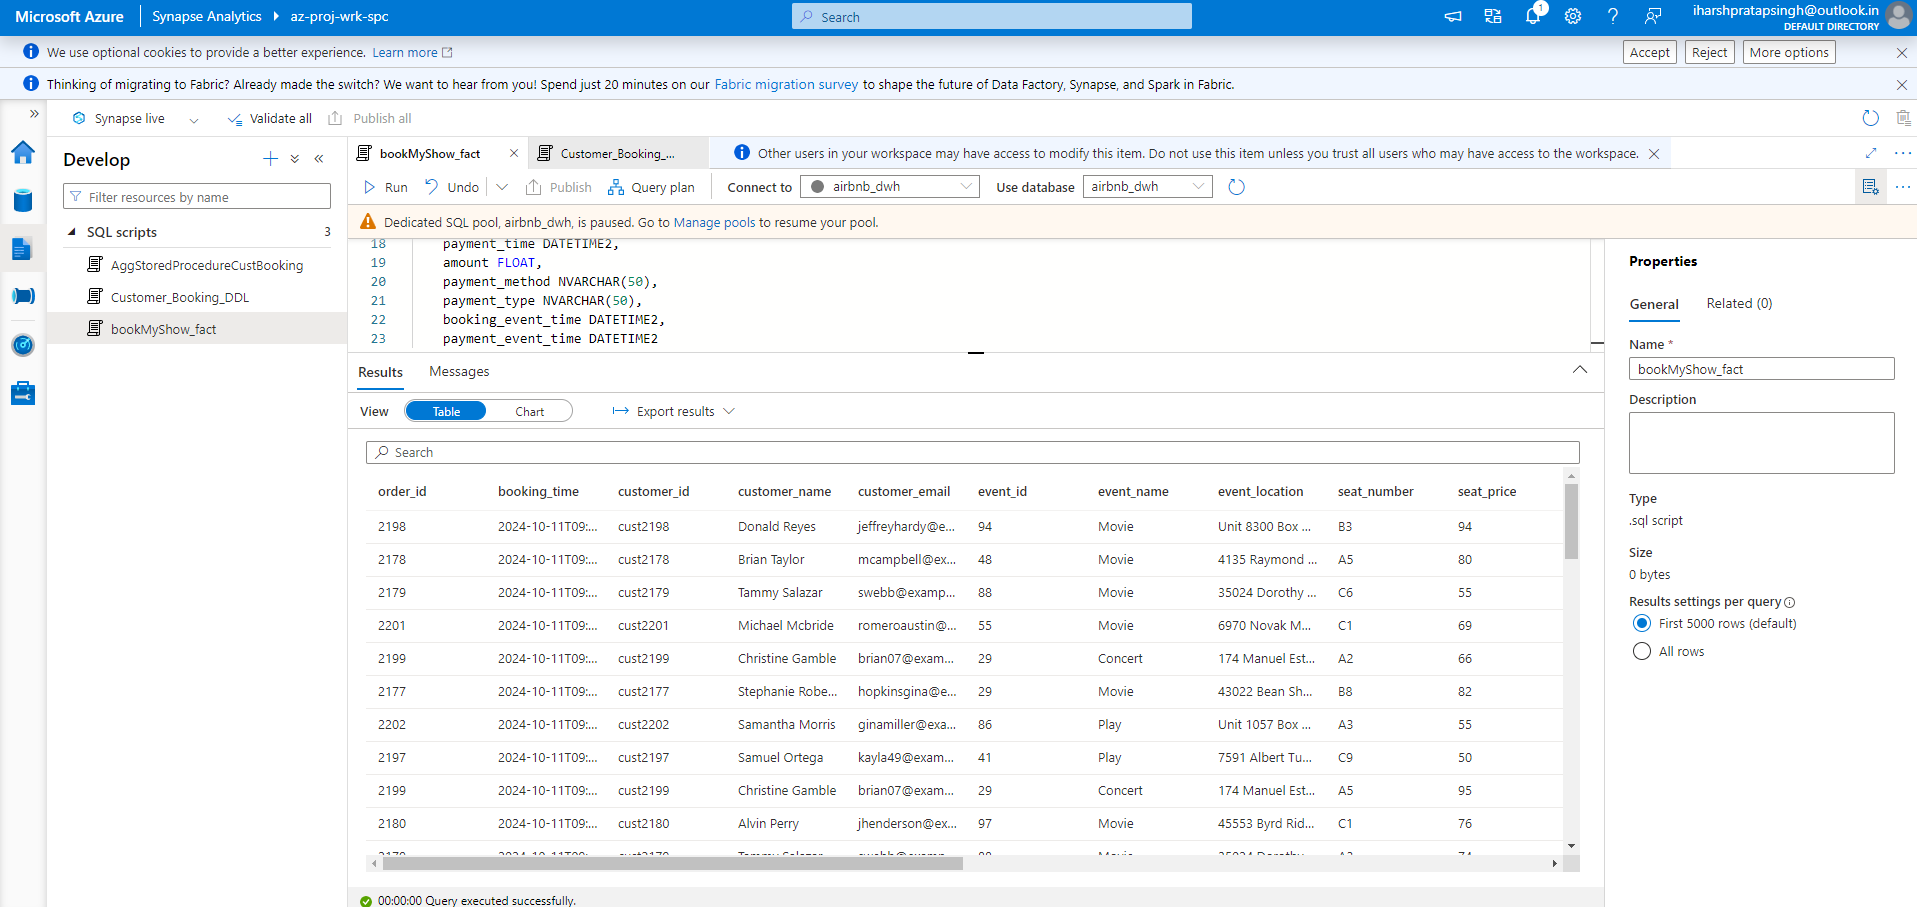 Microsoft Azure Synapse Analytics az-proj-wrk-spc Search 1 iharshpratapsingh@outlook.in
DEFAULT DIRECTORY
We use optional cookies to provide a better experience. Learn more Accept Reject More options
Thinking of migrating to Fabric? Already made the switch? We want to hear from you! Spend just 20 minutes on our Fabric migration survey to shape the future of Data Factory, Synapse, and Spark in Fabric.
Synapse live Validate all Publish all
Develop
Filter resources by name
SQL scripts 3
AggStoredProcedureCustBooking
Customer_Booking_DDL
bookMyShow_fact
bookMyShow_fact Customer_Booking_... Other users in your workspace may have access to modify this item. Do not use this item unless you trust all users who may have access to the workspace.
Run Undo Publish Query plan Connect to airbnb_dwh Use database airbnb_dwh
Dedicated SQL pool, airbnb_dwh, is paused. Go to Manage pools to resume your pool.
18 payment_time DATETIME2,
19 amount FLOAT,
20 payment_method NVARCHAR(50),
21 payment_type NVARCHAR(50),
22 booking_event_time DATETIME2,
23 payment_event_time DATETIME2
Results Messages
View Table Chart Export results
Search
order_id booking_time customer_id customer_name customer_email event_id event_name event_location seat_number seat_price
2198 2024-10-11T09:... cust2198 Donald Reyes jeffreyhardy@e... 94 Movie Unit 8300 Box ... B3 94
2178 2024-10-11T09:... cust2178 Brian Taylor mcampbell@ex... 48 Movie 4135 Raymond ... A5 80
2179 2024-10-11T09:... cust2179 Tammy Salazar swebb@examp... 88 Movie 35024 Dorothy ... C6 55
2201 2024-10-11T09:... cust2201 Michael Mcbride romeroaustin@... 55 Movie 6970 Novak M... C1 69
2199 2024-10-11T09:... cust2199 Christine Gamble brian07@exam... 29 Concert 174 Manuel Est... A2 66
2177 2024-10-11T09:... cust2177 Stephanie Robe... hopkinsgina@e... 29 Movie 43022 Bean Sh... B8 82
2202 2024-10-11T09:... cust2202 Samantha Morris ginamiller@exa... 86 Play Unit 1057 Box ... A3 55
2197 2024-10-11T09:... cust2197 Samuel Ortega kayla49@exam... 41 Play 7591 Albert Tu... C9 50
2199 2024-10-11T09:... cust2199 Christine Gamble brian07@exam... 29 Concert 174 Manuel Est... A5 95
2180 2024-10-11T09:... cust2180 Alvin Perry jhenderson@ex... 97 Movie 45553 Byrd Rid... C1 76
00:00:00 Query executed successfully.
Properties
General Related (0)
Name *
bookMyShow_fact
Description
Type
.sql script
Size
0 bytes
Results settings per query
First 5000 rows (default)
All rows